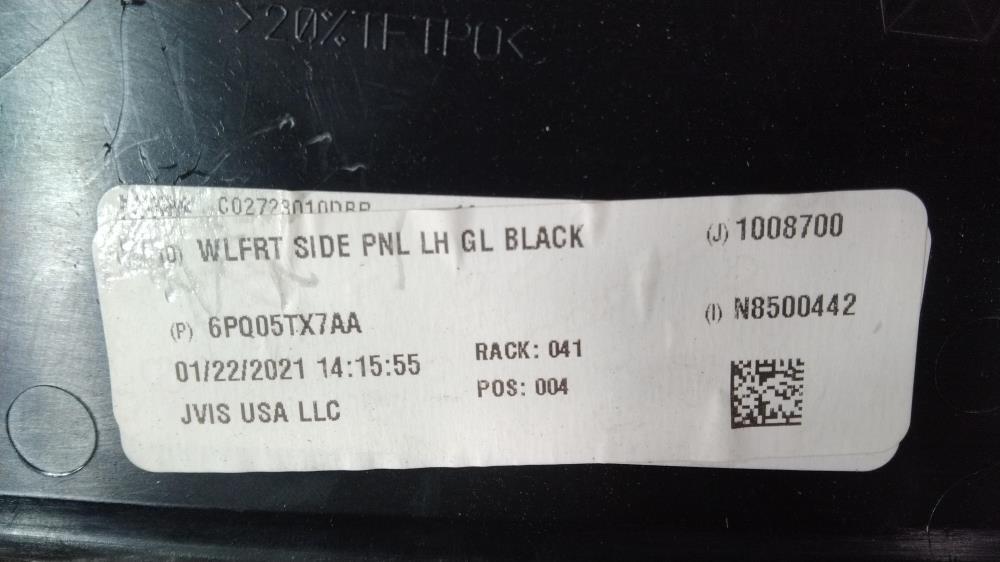 >20%TFTPO<
C02723010DBB
(D) WLFRT SIDE PNL LH GL BLACK
(J) 1008700
(P) 6PQ05TX7AA
(I) N8500442
01/22/2021 14:15:55
RACK: 041
JVIS USA LLC
POS: 004